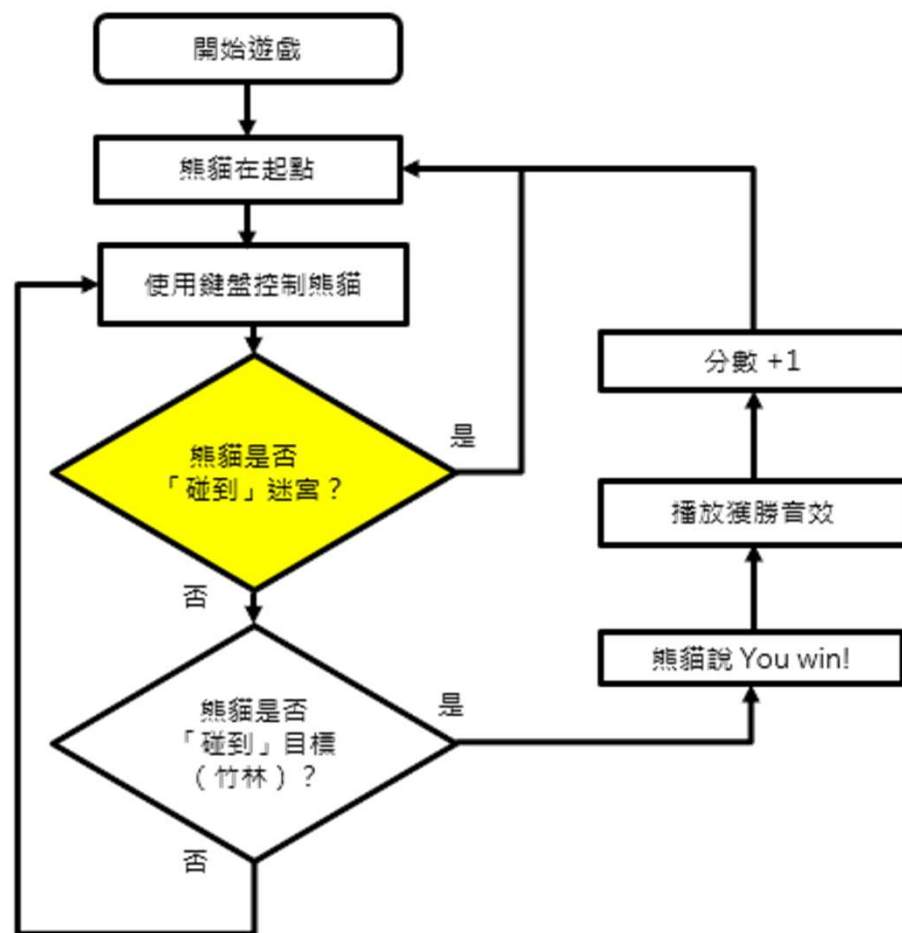 開始遊戲
熊貓在起點
使用鍵盤控制熊貓
分數 +1
是
熊貓是否
「碰到」迷宮？
播放獲勝音效
否
熊貓說 You win!
是
熊貓是否
「碰到」目標
（竹林）？
否